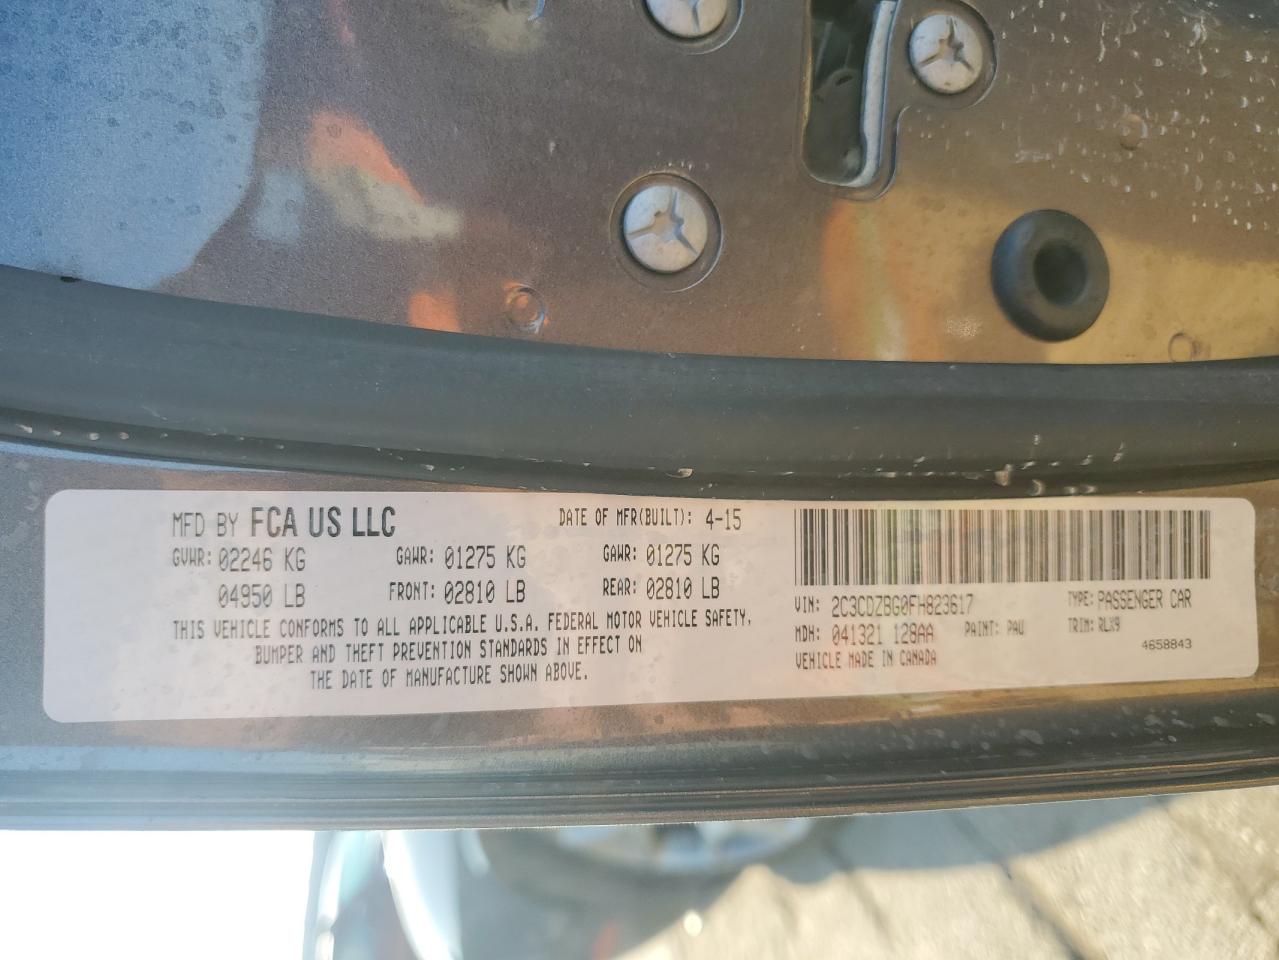 MFD BY FCA US LLC DATE OF MFR(BUILT): 4-15
GVWR: 02246 KG GAWR: 01275 KG GAWR: 01275 KG
04950 LB FRONT: 02810 LB REAR: 02810 LB
THIS VEHICLE CONFORMS TO ALL APPLICABLE U.S.A. FEDERAL MOTOR VEHICLE SAFETY,
BUMPER AND THEFT PREVENTION STANDARDS IN EFFECT ON
THE DATE OF MANUFACTURE SHOWN ABOVE.
VIN: 2C3CDZBG0FH823617 TYPE: PASSENGER CAR
MDH: 041321 128AA PAINT: PAU TRIM: RLX9
VEHICLE MADE IN CANADA 4658843